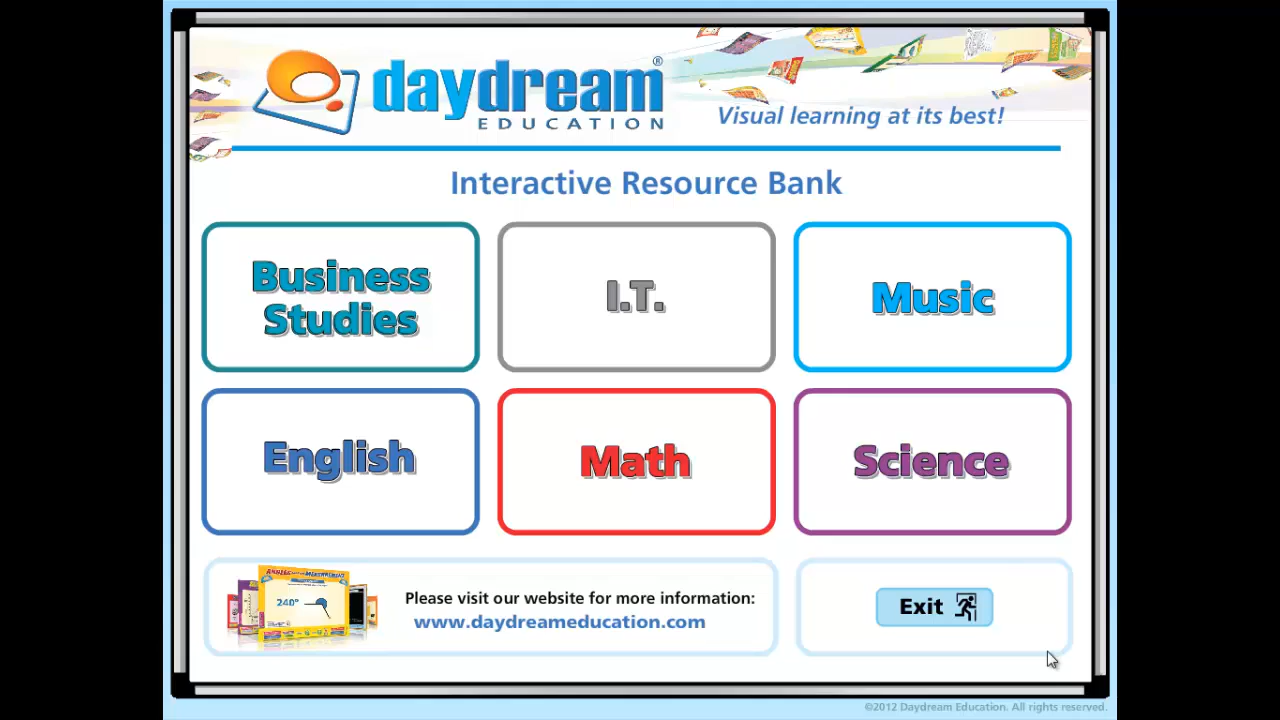 daydream®
EDUCATION
Visual learning at its best!
Interactive Resource Bank
Business
Studies
I.T.
Music
English
Math
Science
240°
Please visit our website for more information:
www.daydreameducation.com
Exit
©2012 Daydream Education. All rights reserved.